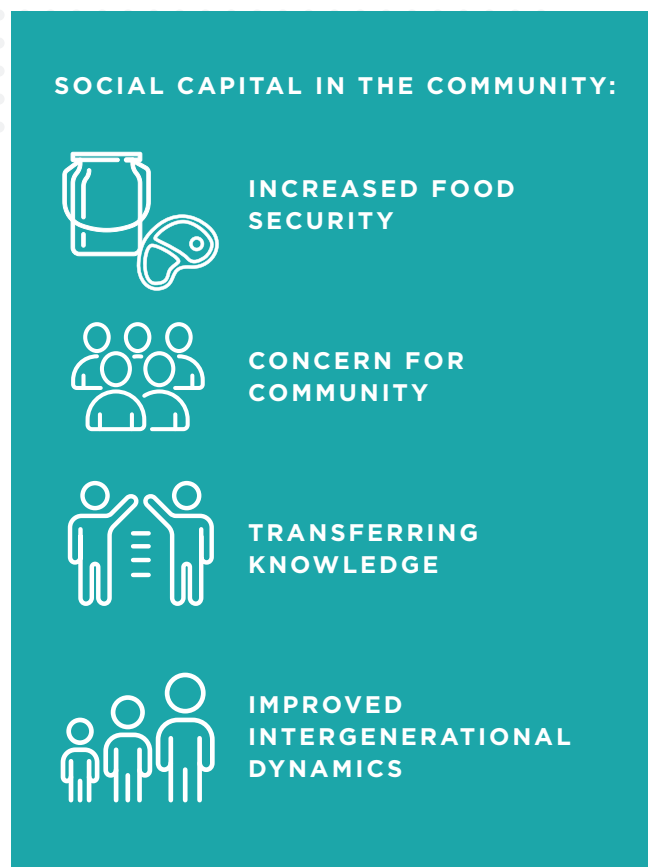 SOCIAL CAPITAL IN THE COMMUNITY:
INCREASED FOOD
SECURITY
CONCERN FOR
COMMUNITY
TRANSFERRING
KNOWLEDGE
IMPROVED
INTERGENERATIONAL
DYNAMICS